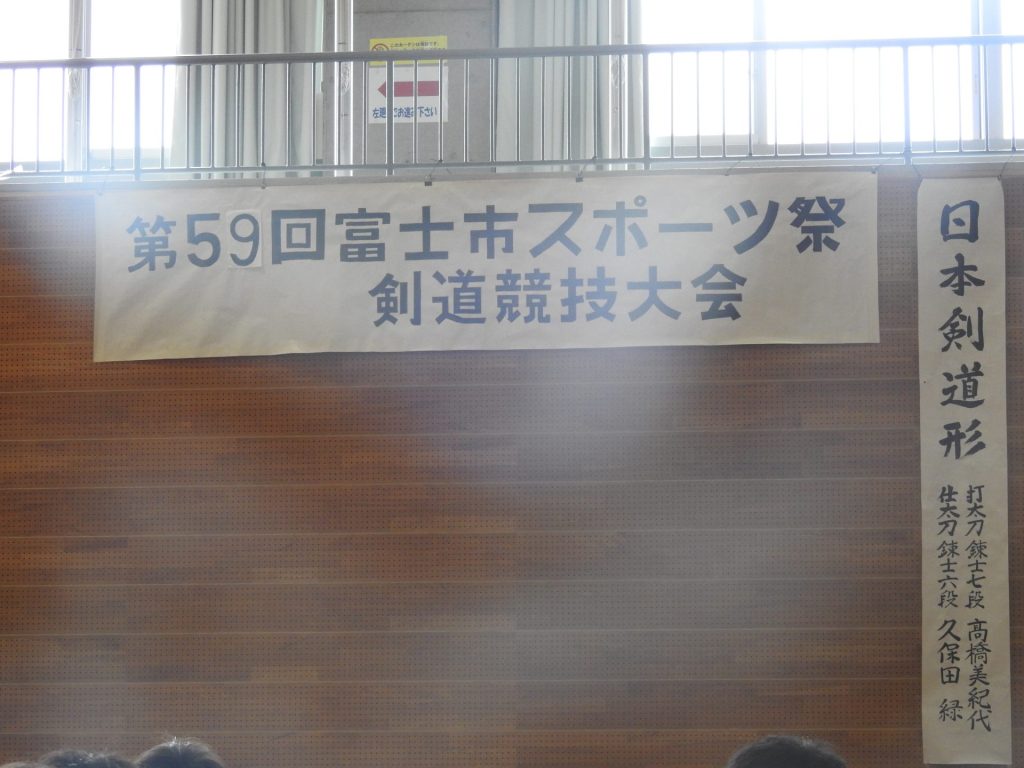 第59回富士市スポーツ祭
剣道競技大会
日本剣道形
打太刀 錬士七段 髙橋美紀代
仕太刀 錬士六段 久保田 緑